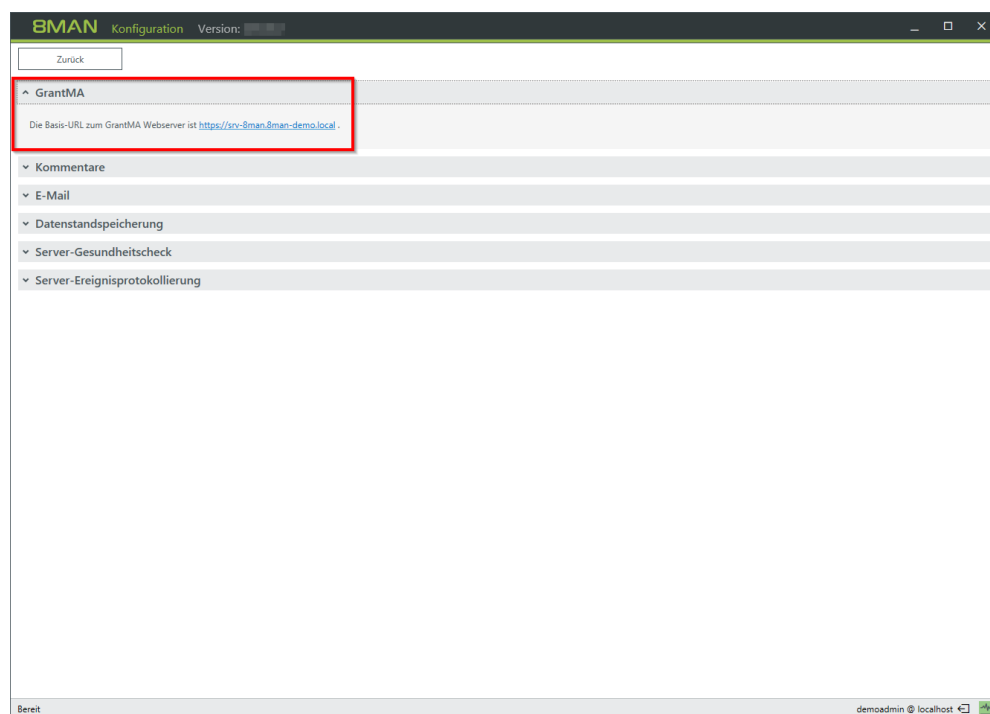 8MAN Konfiguration Version:
Zurück
GrantMA
Die Basis-URL zum GrantMA Webserver ist https://srv-8man.8man-demo.local .
Kommentare
E-Mail
Datenstandspeicherung
Server-Gesundheitscheck
Server-Ereignisprotokollierung
Bereit demoadmin @ localhost